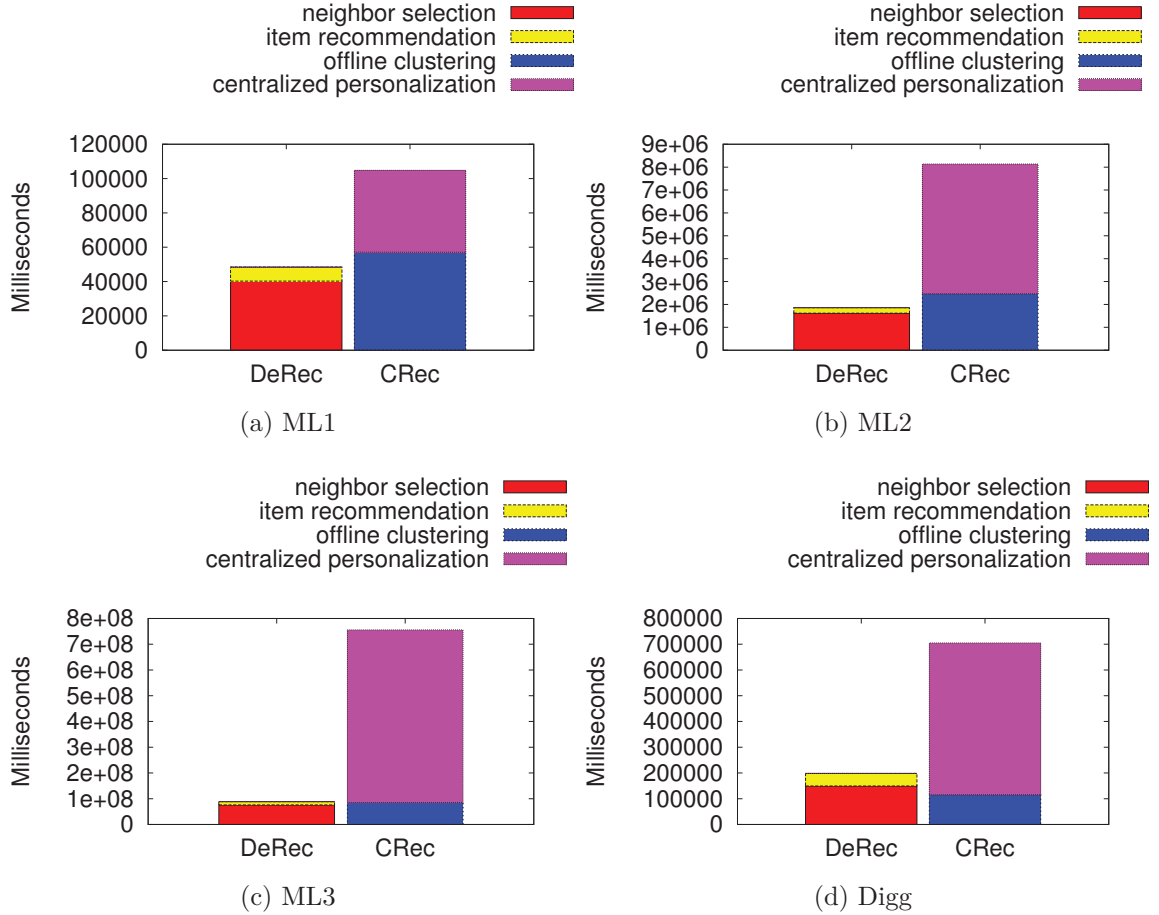 neighbor selection
item recommendation
offline clustering
centralized personalization
Milliseconds
120000
100000
80000
60000
40000
20000
0
DeRec CRec
(a) ML1
neighbor selection
item recommendation
offline clustering
centralized personalization
Milliseconds
9e+06
8e+06
7e+06
6e+06
5e+06
4e+06
3e+06
2e+06
1e+06
0
DeRec CRec
(b) ML2
neighbor selection
item recommendation
offline clustering
centralized personalization
Milliseconds
8e+08
7e+08
6e+08
5e+08
4e+08
3e+08
2e+08
1e+08
0
DeRec CRec
(c) ML3
neighbor selection
item recommendation
offline clustering
centralized personalization
Milliseconds
800000
700000
600000
500000
400000
300000
200000
100000
0
DeRec CRec
(d) Digg